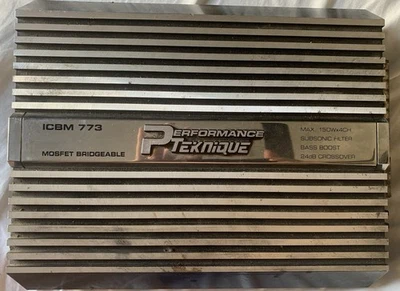 ICBM 773
MOSFET BRIDGEABLE
PERFORMANCE
TEKNIQUE
MAX. 150Wx4CH
SUBSONIC FILTER
BASS BOOST
24dB CROSSOVER